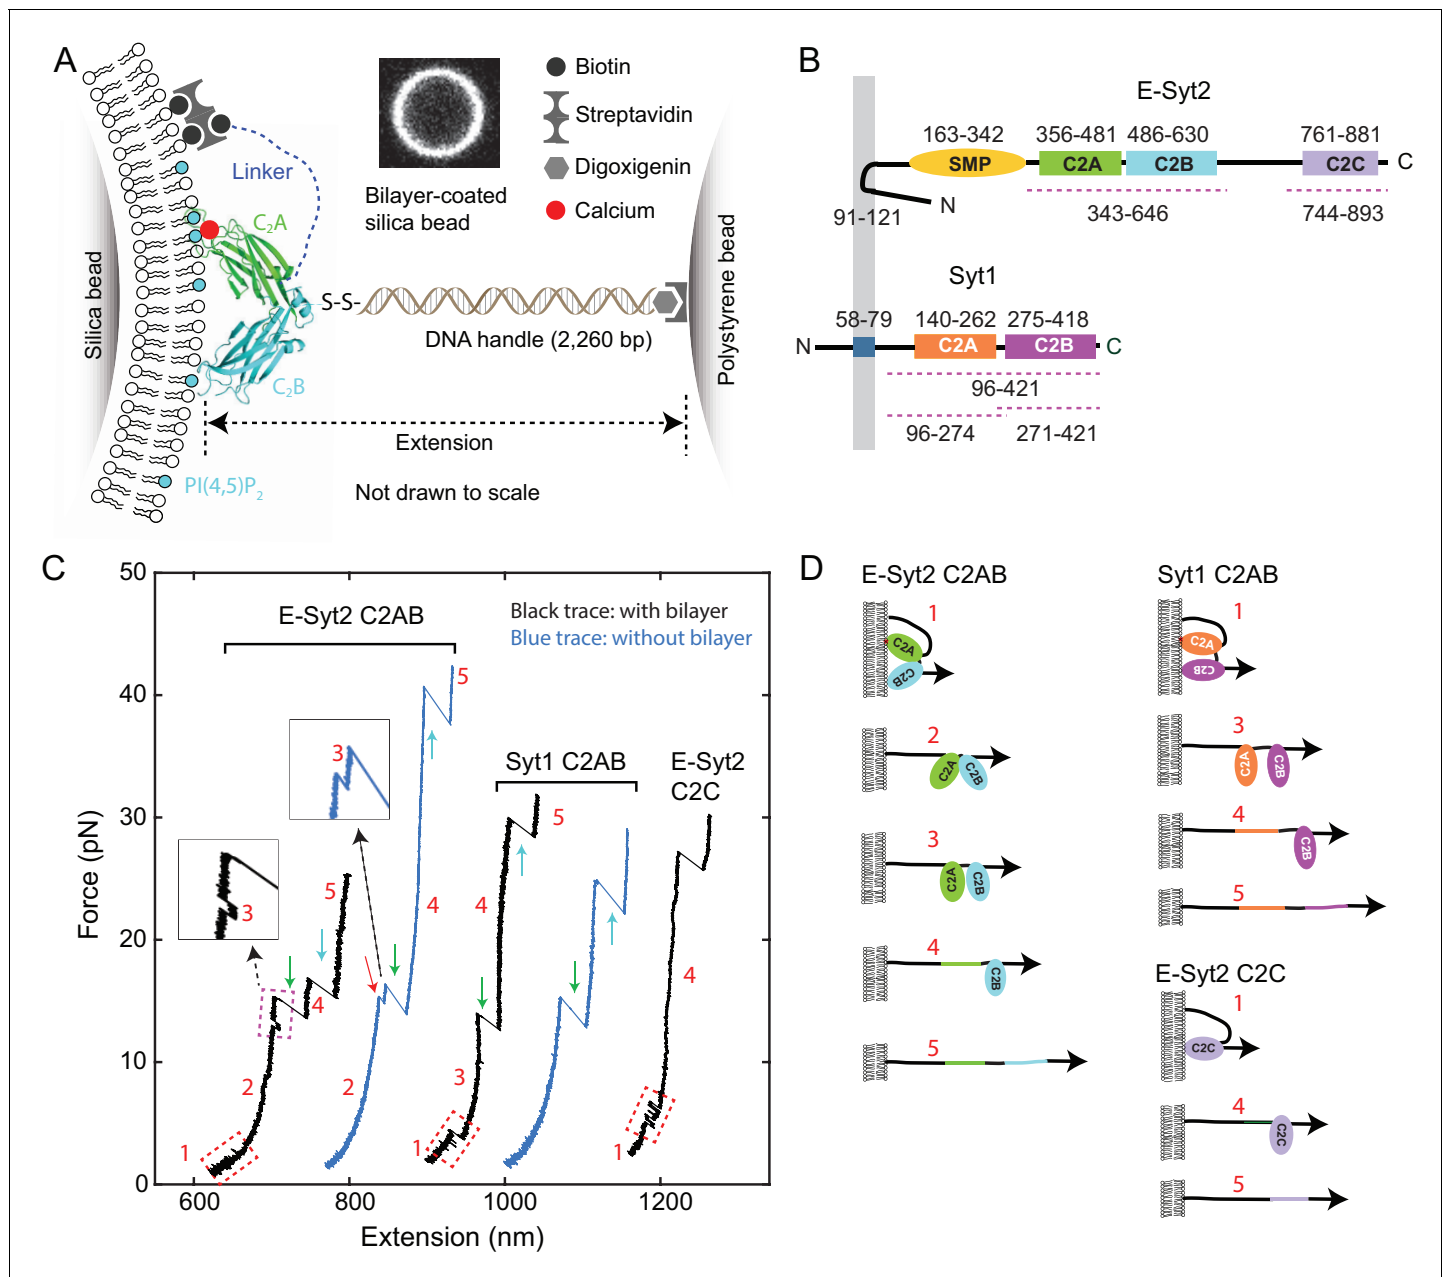 A
Biotin
Streptavidin
Digoxigenin
Calcium
Linker
Bilayer-coated
silica bead
C2A
S-S-
DNA handle (2,260 bp)
C2B
Silica bead
Polystyrene bead
Extension
PI(4,5)P2
Not drawn to scale
B
E-Syt2
163-342 356-481 486-630 761-881
SMP C2A C2B C2C C
N
91-121 343-646 744-893
Syt1
58-79 140-262 275-418
N C2A C2B C
96-421
96-274 271-421
C
50
40
30
20
10
0
Force (pN)
600 800 1000 1200
Extension (nm)
E-Syt2 C2AB
Black trace: with bilayer
Blue trace: without bilayer
Syt1 C2AB
E-Syt2
C2C
3
3
1
2
4
5
2
4
5
1
3
4
5
1
4
D
E-Syt2 C2AB
1
C2A
C2B
2
C2A
C2B
3
C2A
C2B
4
C2B
5
Syt1 C2AB
1
C2A
C2B
3
C2A
C2B
4
C2B
5
E-Syt2 C2C
1
C2C
4
C2C
5